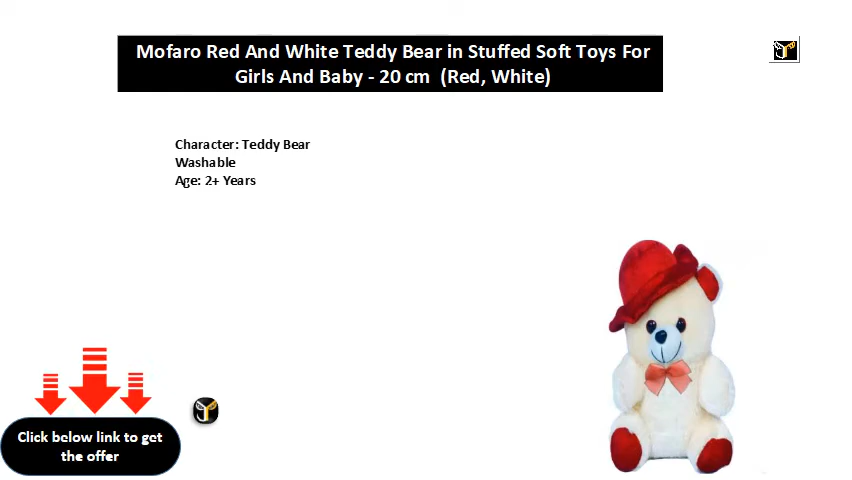 Mofaro Red And White Teddy Bear in Stuffed Soft Toys For
Girls And Baby - 20 cm  (Red, White)
Character: Teddy Bear
Washable
Age: 2+ Years
Click below link to get
the offer